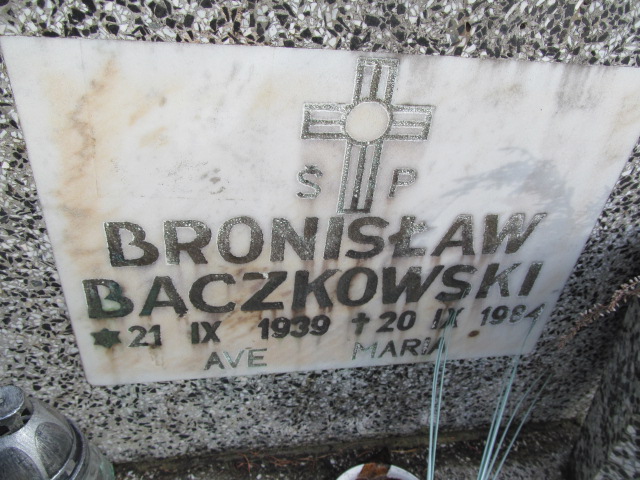 Ś P
BRONISŁAW
BĄCZKOWSKI
21 IX 1939 † 20 IX 1984
AVE MARIA